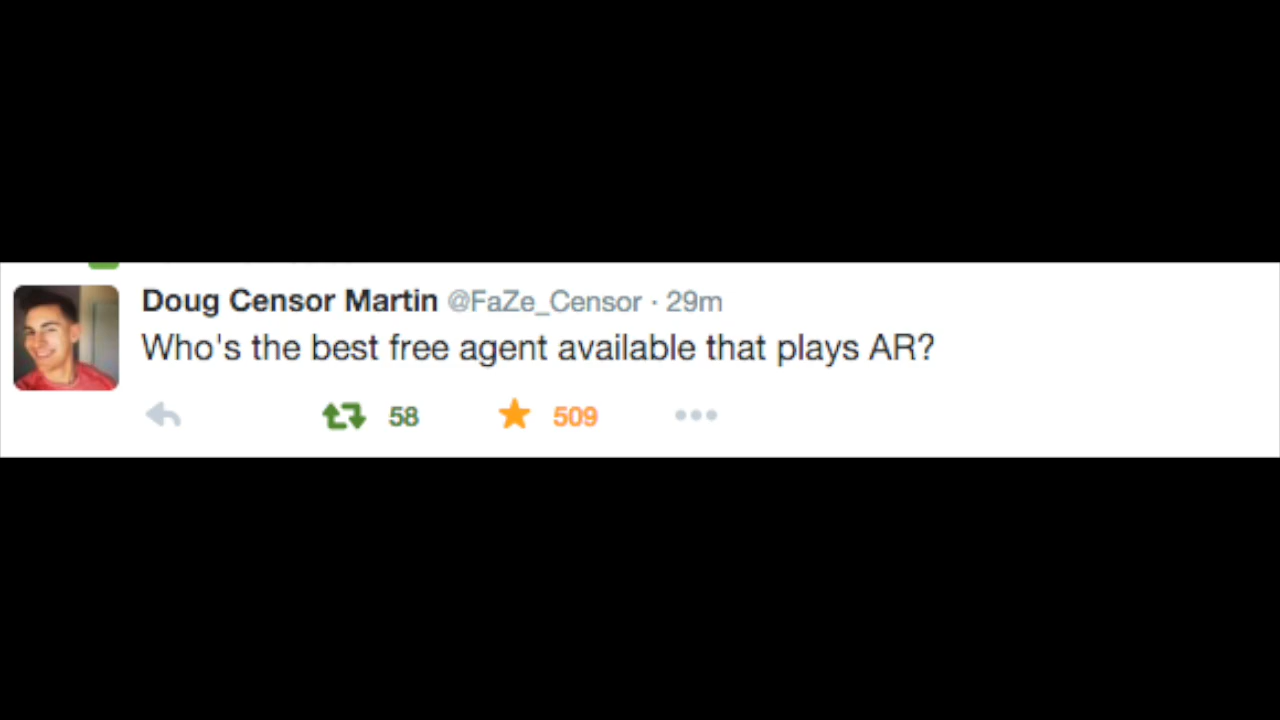 Doug Censor Martin @FaZe_Censor · 29m
Who's the best free agent available that plays AR?
58 509